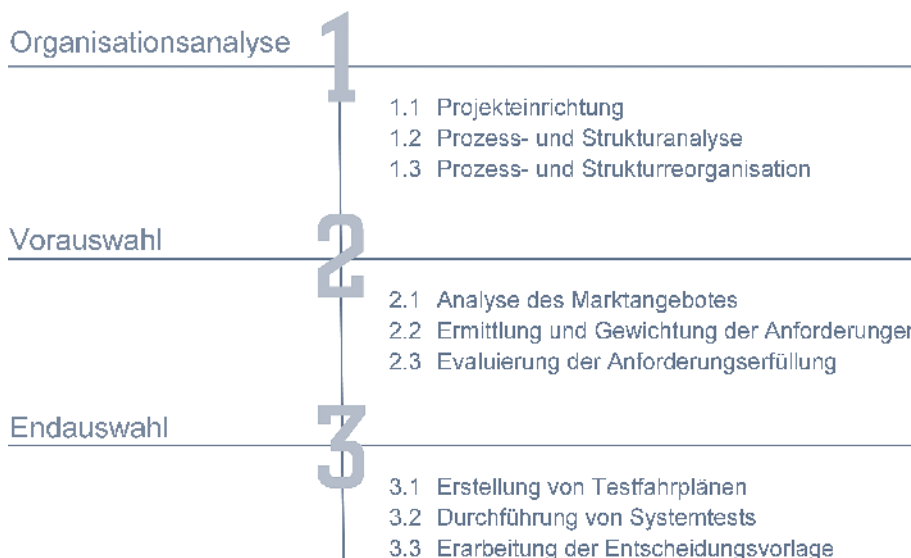 Organisationsanalyse
1
1.1 Projekteinrichtung
1.2 Prozess- und Strukturanalyse
1.3 Prozess- und Strukturreorganisation
Vorauswahl
2
2.1 Analyse des Marktangebotes
2.2 Ermittlung und Gewichtung der Anforderungen
2.3 Evaluierung der Anforderungserfüllung
Endauswahl
3
3.1 Erstellung von Testfahrplänen
3.2 Durchführung von Systemtests
3.3 Erarbeitung der Entscheidungsvorlage